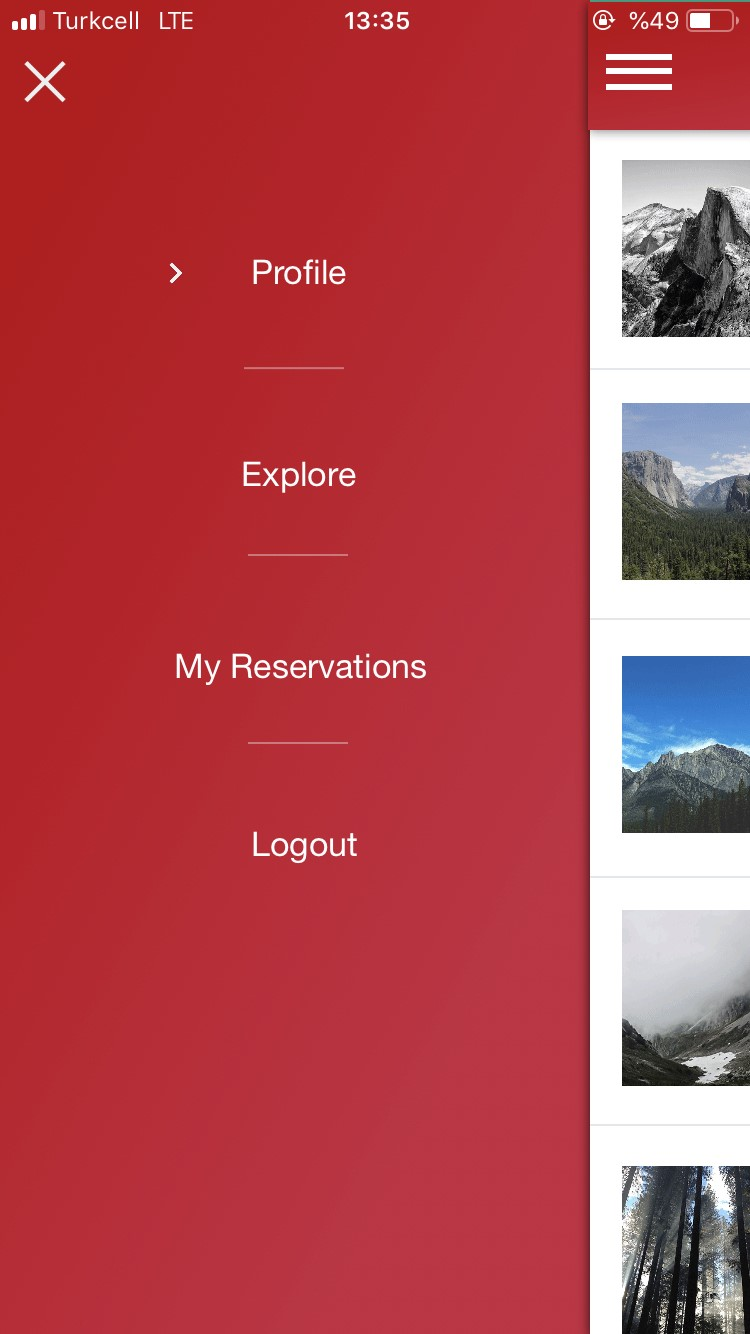 Turkcell LTE 13:35 %49
Profile
Explore
My Reservations
Logout